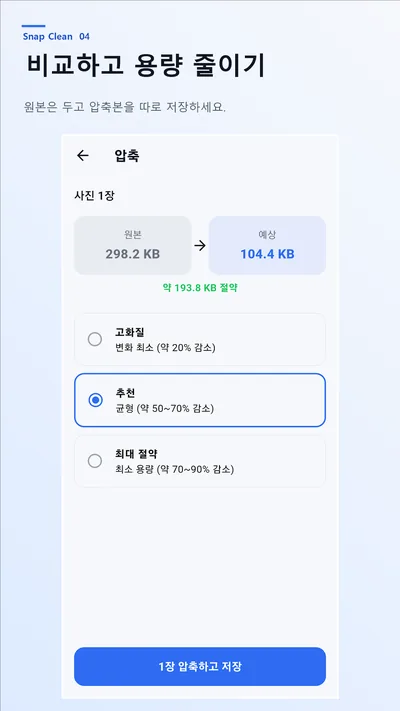 Snap Clean 04
비교하고 용량 줄이기
원본은 두고 압축본을 따로 저장하세요.
← 압축
사진 1장
원본
298.2 KB
→
예상
104.4 KB
약 193.8 KB 절약
고화질
변화 최소 (약 20% 감소)
추천
균형 (약 50~70% 감소)
최대 절약
최소 용량 (약 70~90% 감소)
1장 압축하고 저장